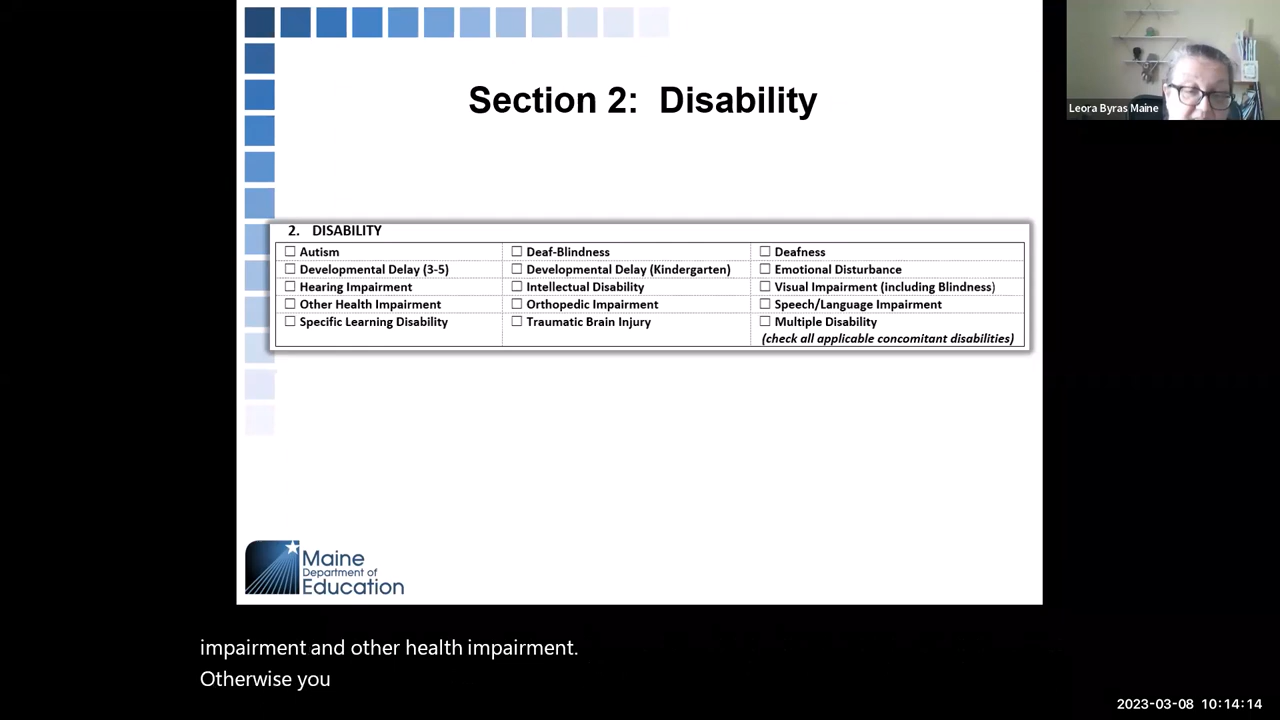 Section 2:  Disability
Leora Byras Maine
2. DISABILITY
☐ Autism ☐ Deaf-Blindness ☐ Deafness
☐ Developmental Delay (3-5) ☐ Developmental Delay (Kindergarten) ☐ Emotional Disturbance
☐ Hearing Impairment ☐ Intellectual Disability ☐ Visual Impairment (including Blindness)
☐ Other Health Impairment ☐ Orthopedic Impairment ☐ Speech/Language Impairment
☐ Specific Learning Disability ☐ Traumatic Brain Injury ☐ Multiple Disability
(check all applicable concomitant disabilities)
Maine
Department of
Education
impairment and other health impairment.
Otherwise you
2023-03-08 10:14:14